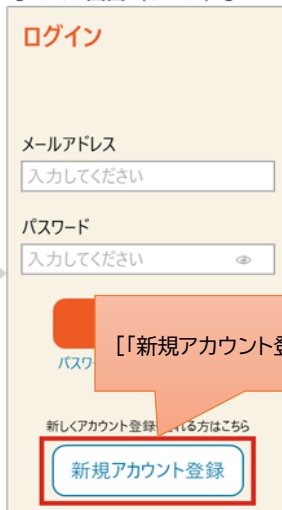 ログイン
メールアドレス
入力してください
パスワード
入力してください
[「新規アカウント登
パスワ
新しくアカウント登録
れる方はこちら
新規アカウント登録